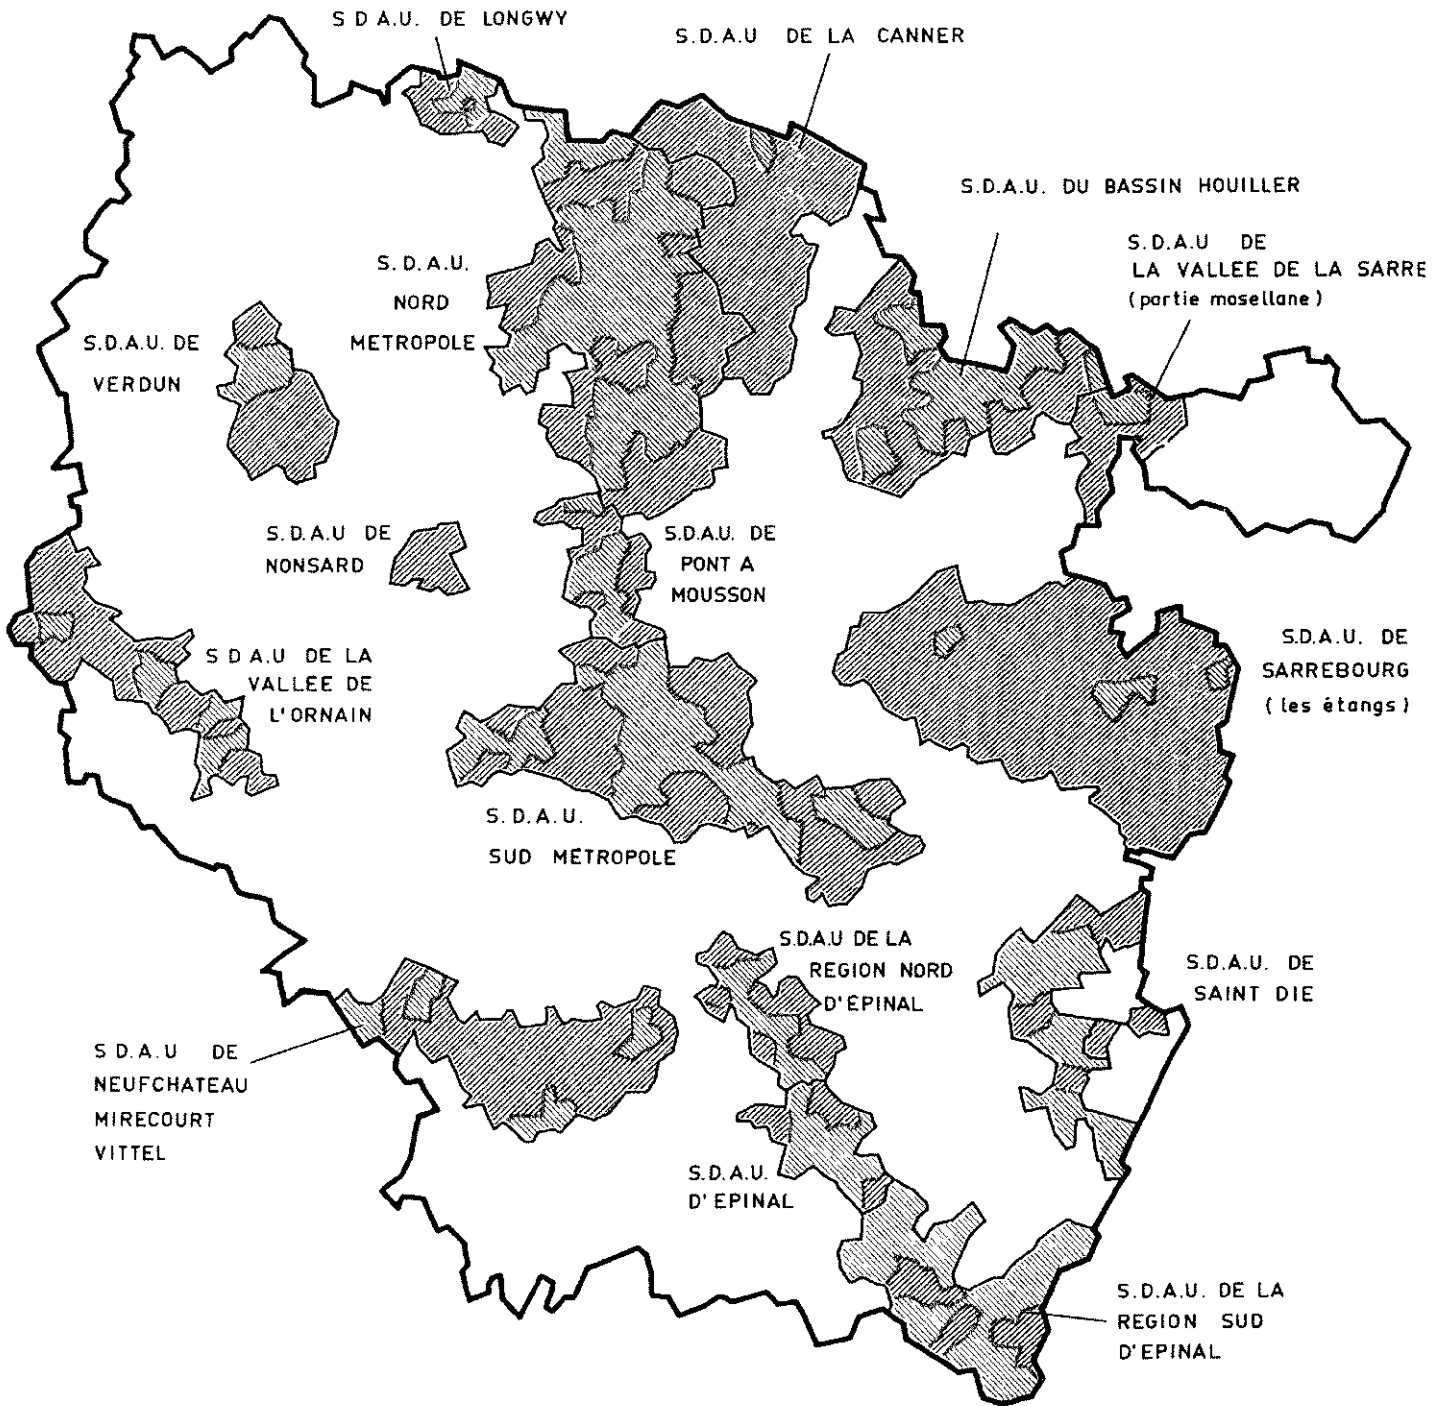 S D A.U. DE LONGWY
S.D.A.U DE LA CANNER
S.D.A.U. DU BASSIN HOUILLER
S.D.A.U DE
LA VALLEE DE LA SARRE
(partie mosellane)
S.D.A.U.
NORD
METROPOLE
S.D.A.U. DE
VERDUN
S.D.A.U DE
NONSARD
S.D.A.U. DE
PONT A
MOUSSON
S D A.U DE LA
VALLEE DE
L'ORNAIN
S.D.A.U. DE
SARREBOURG
(les étangs)
S.D.A.U.
SUD METROPOLE
S.D.A.U DE LA
REGION NORD
D'EPINAL
S.D.A.U. DE
SAINT DIE
S D.A.U DE
NEUFCHATEAU
MIRECOURT
VITTEL
S.D.A.U.
D'EPINAL
S.D.A.U. DE LA
REGION SUD
D'EPINAL